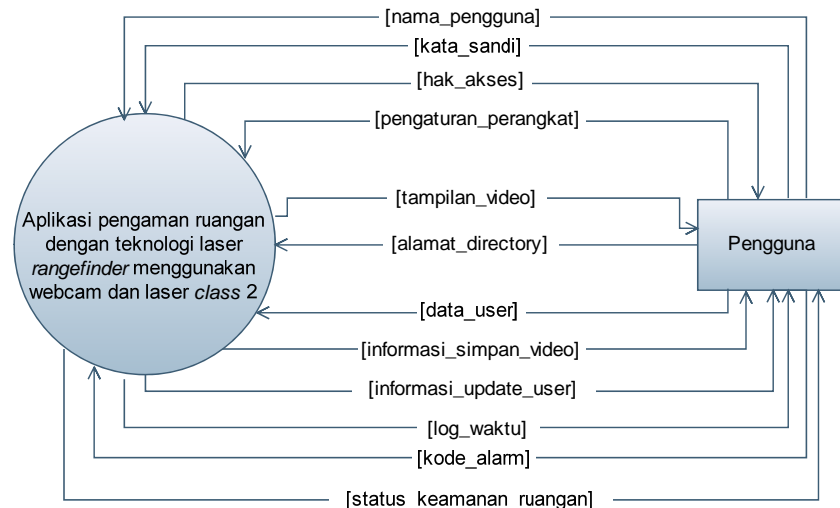 [nama_pengguna]
[kata_sandi]
[hak_akses]
[pengaturan_perangkat]
[tampilan_video]
Aplikasi pengaman ruangan
dengan teknologi laser
rangefinder menggunakan
webcam dan laser class 2
Pengguna
[alamat_directory]
[data_user]
[informasi_simpan_video]
[informasi_update_user]
[log_waktu]
[kode_alarm]
[status_keamanan_ruangan]